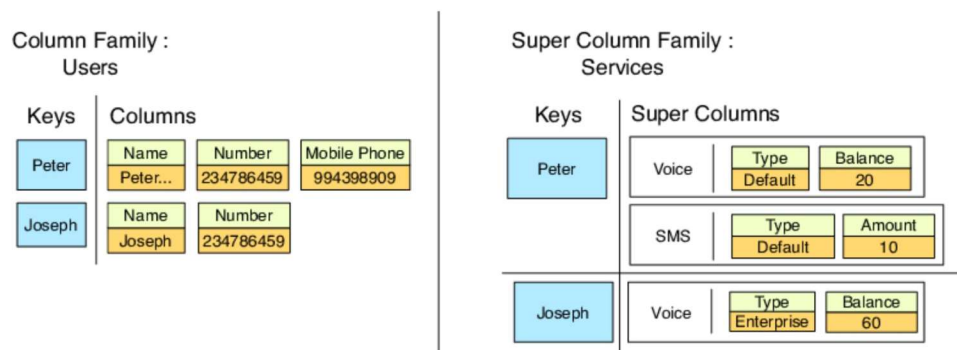 Column Family :
Users
Keys
Columns
Peter
Name
Number
Mobile Phone
Peter...
234786459
994398909
Joseph
Name
Number
Joseph
234786459
Super Column Family :
Services
Keys
Super Columns
Peter
Voice
Type
Balance
Default
20
SMS
Type
Amount
Default
10
Joseph
Voice
Type
Balance
Enterprise
60